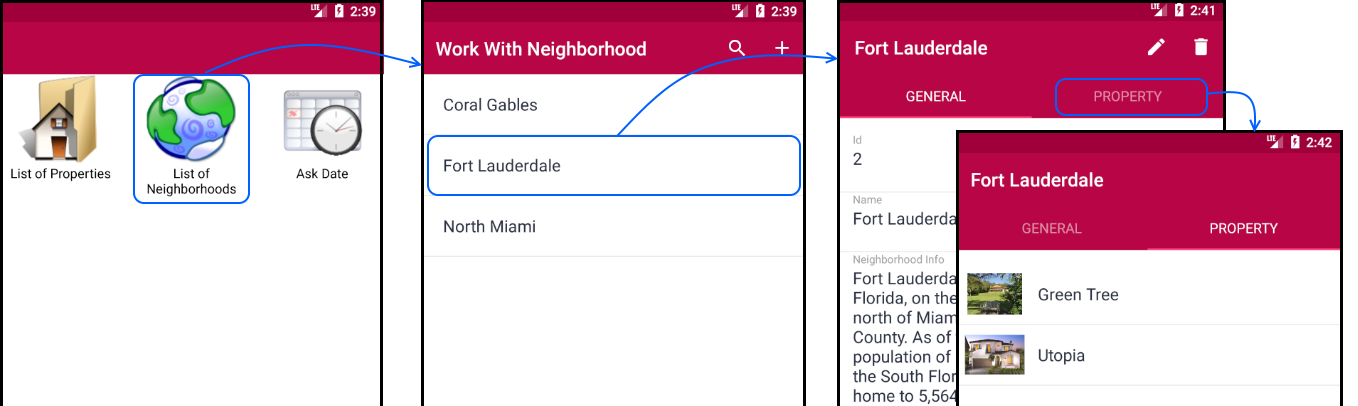 LTE 2:39
List of Properties
List of
Neighborhoods
Ask Date
LTE 2:39
Work With Neighborhood
Coral Gables
Fort Lauderdale
North Miami
LTE 2:41
Fort Lauderdale
GENERAL PROPERTY
Id
2
Name
Fort Lauderda
Neighborhood Info
Fort Lauderda
Florida, on the
north of Miam
County. As of
population of
the South Flor
home to 5,564
LTE 2:42
Fort Lauderdale
GENERAL PROPERTY
Green Tree
Utopia